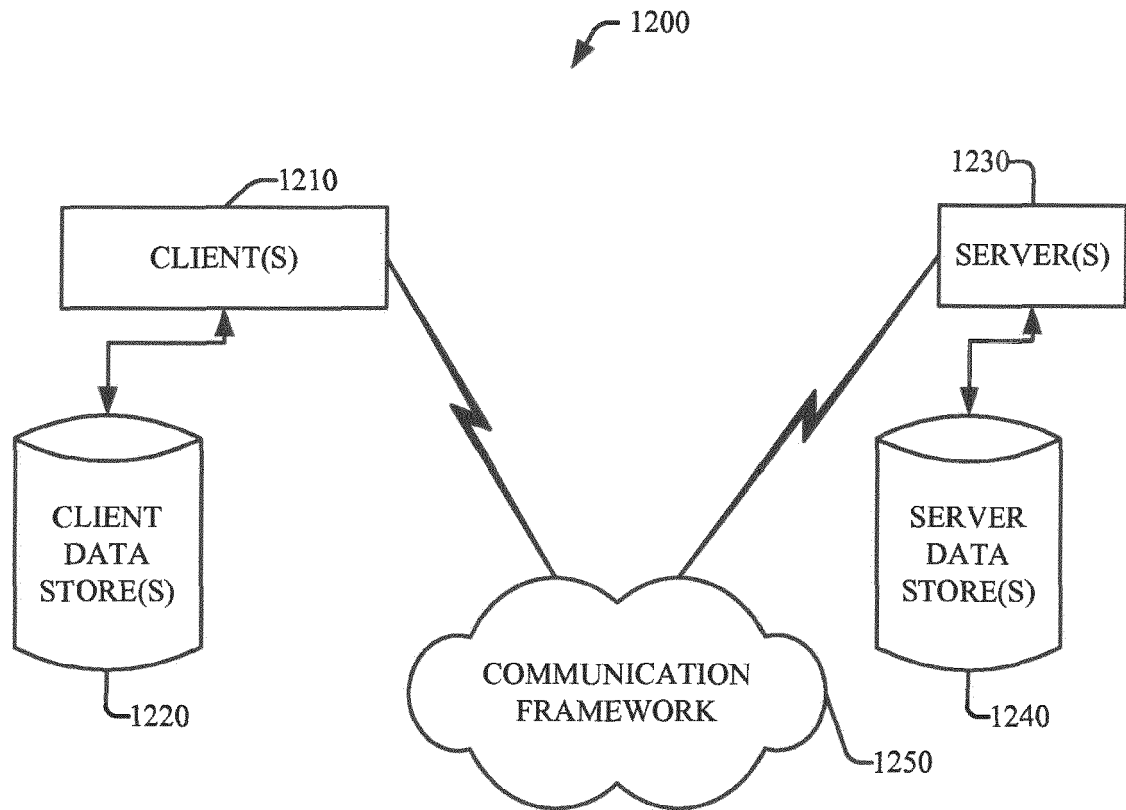 1200
1210
1230
CLIENT(S)
SERVER(S)
CLIENT
DATA
STORE(S)
SERVER
DATA
STORE(S)
COMMUNICATION
FRAMEWORK
1220
1240
1250